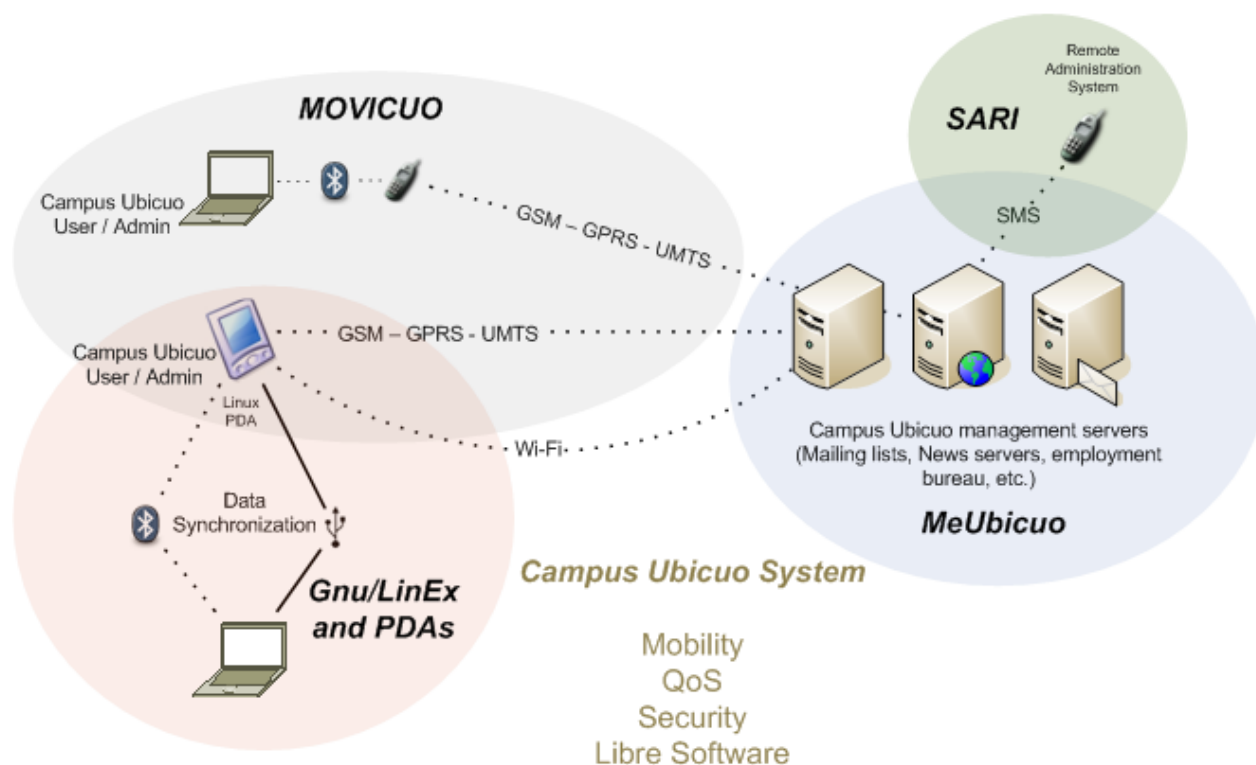 Remote
Administration
System
SARI
MOVICUO
Campus Ubicuo
User / Admin
GSM – GPRS - UMTS
SMS
GSM – GPRS - UMTS
Campus Ubicuo
User / Admin
Linux
PDA
Wi-Fi
Campus Ubicuo management servers
(Mailing lists, News servers, employment
bureau, etc.)
MeUbicuo
Data
Synchronization
Gnu/LinEx
and PDAs
Campus Ubicuo System
Mobility
QoS
Security
Libre Software